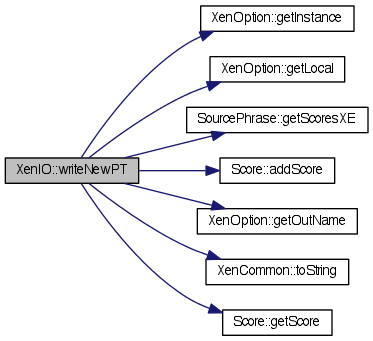 XenOption::getInstance
XenOption::getLocal
SourcePhrase::getScoresXE
XenIO::writeNewPT
Score::addScore
XenOption::getOutName
XenCommon::toString
Score::getScore